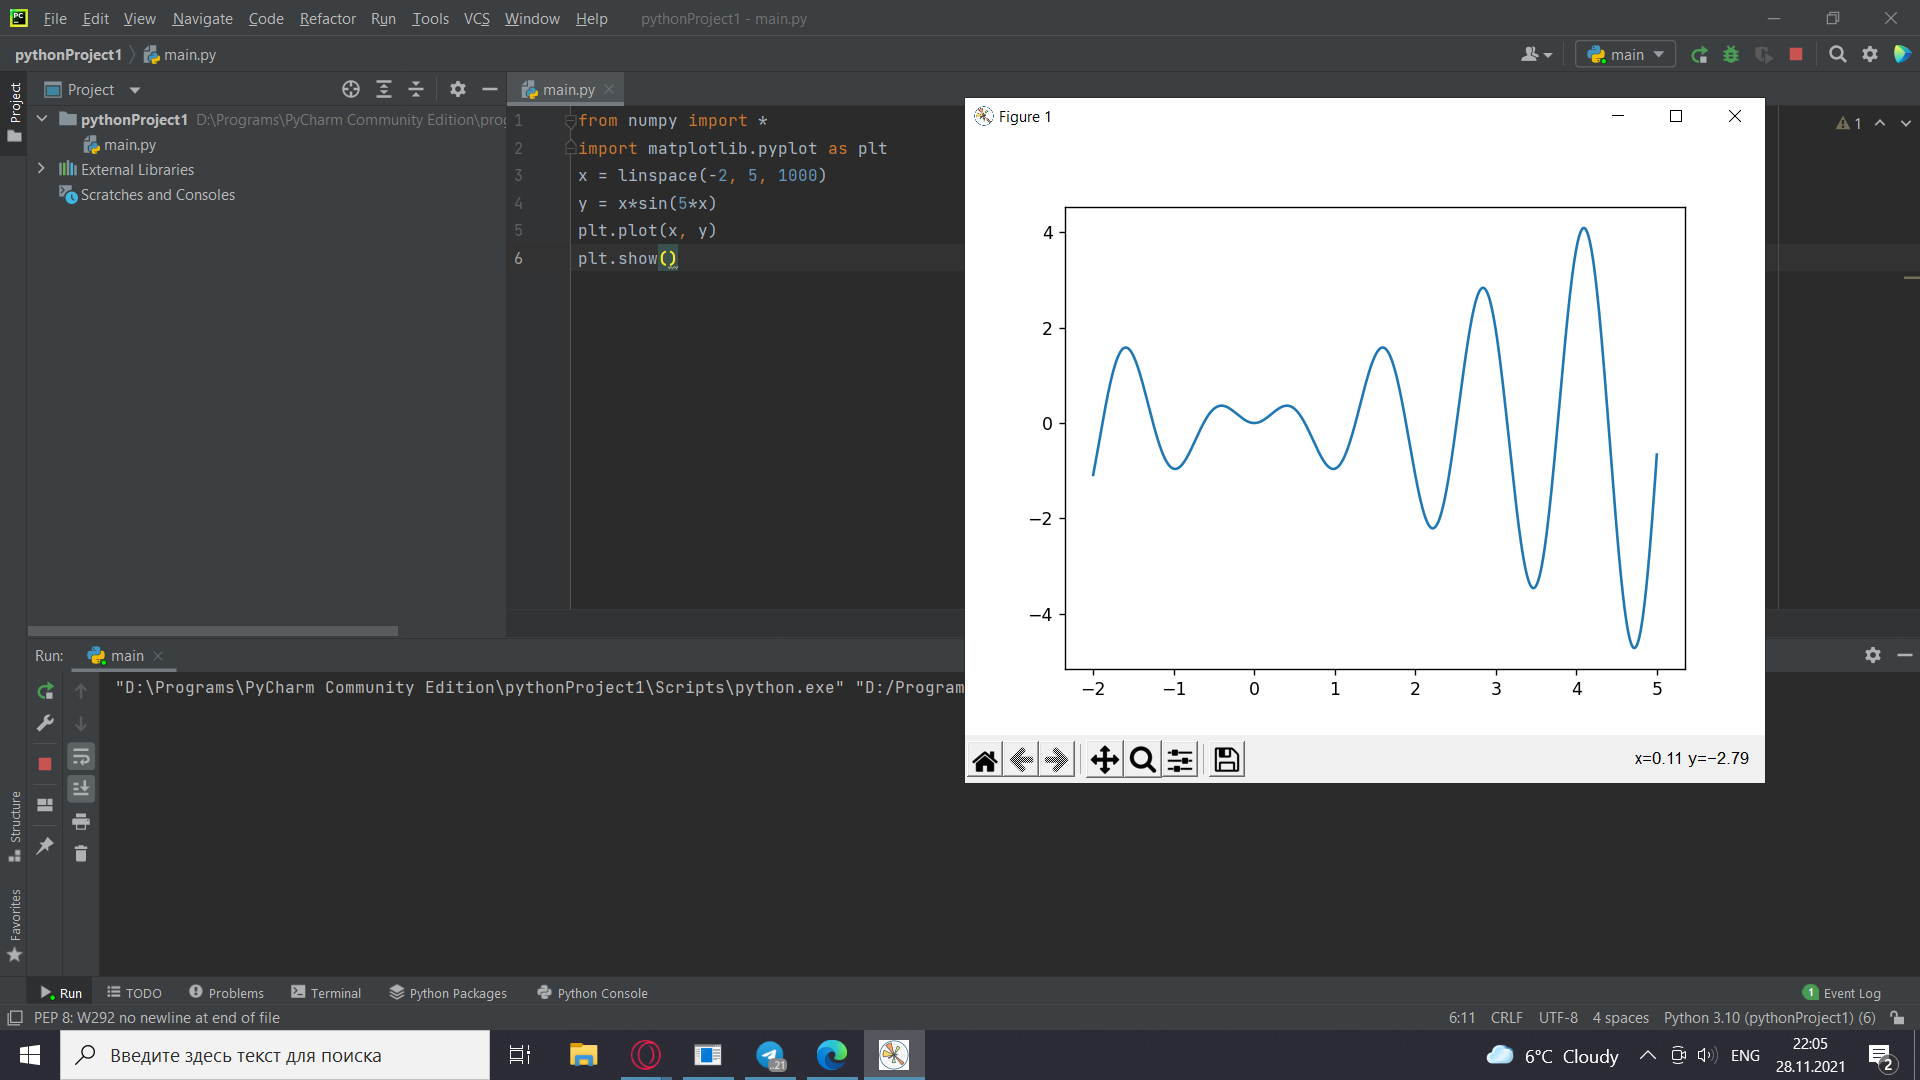 File Edit View Navigate Code Refactor Run Tools VCS Window Help pythonProject1 - main.py
pythonProject1 main.py
main
Project
Project
main.py
pythonProject1 D:\Programs\PyCharm Community Edition\pro
main.py
External Libraries
Scratches and Consoles
1 from numpy import *
2 import matplotlib.pyplot as plt
3 x = linspace(-2, 5, 1000)
4 y = x*sin(5*x)
5 plt.plot(x, y)
6 plt.show()
1
Figure 1
4
2
0
−2
−4
−2 −1 0 1 2 3 4 5
x=0.11 y=−2.79
Run: main
"D:\Programs\PyCharm Community Edition\pythonProject1\Scripts\python.exe" "D:/Program
Structure
Favorites
Run TODO Problems Terminal Python Packages Python Console 1 Event Log
PEP 8: W292 no newline at end of file 6:11 CRLF UTF-8 4 spaces Python 3.10 (pythonProject1) (6)
Введите здесь текст для поиска
..21
6°C Cloudy
ENG
22:05
28.11.2021
2